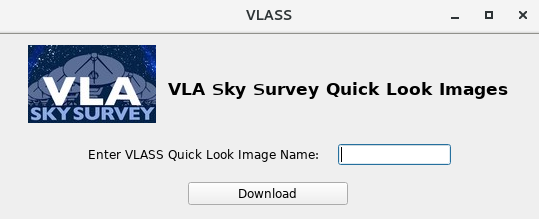 VLASS
VLA
SKY SURVEY
VLA Sky Survey Quick Look Images
Enter VLASS Quick Look Image Name:
Download